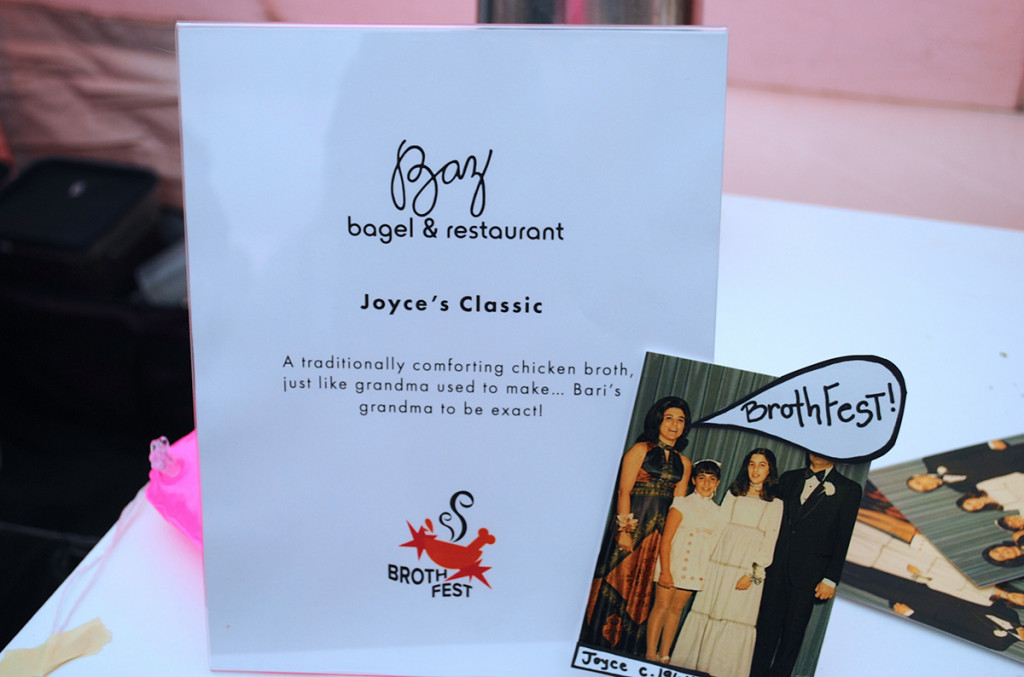 Baz
bagel & restaurant
Joyce's Classic
A traditionally comforting chicken broth,
just like grandma used to make... Bari's
grandma to be exact!
BROTH
FEST
BrothFEST!
Joyce c.